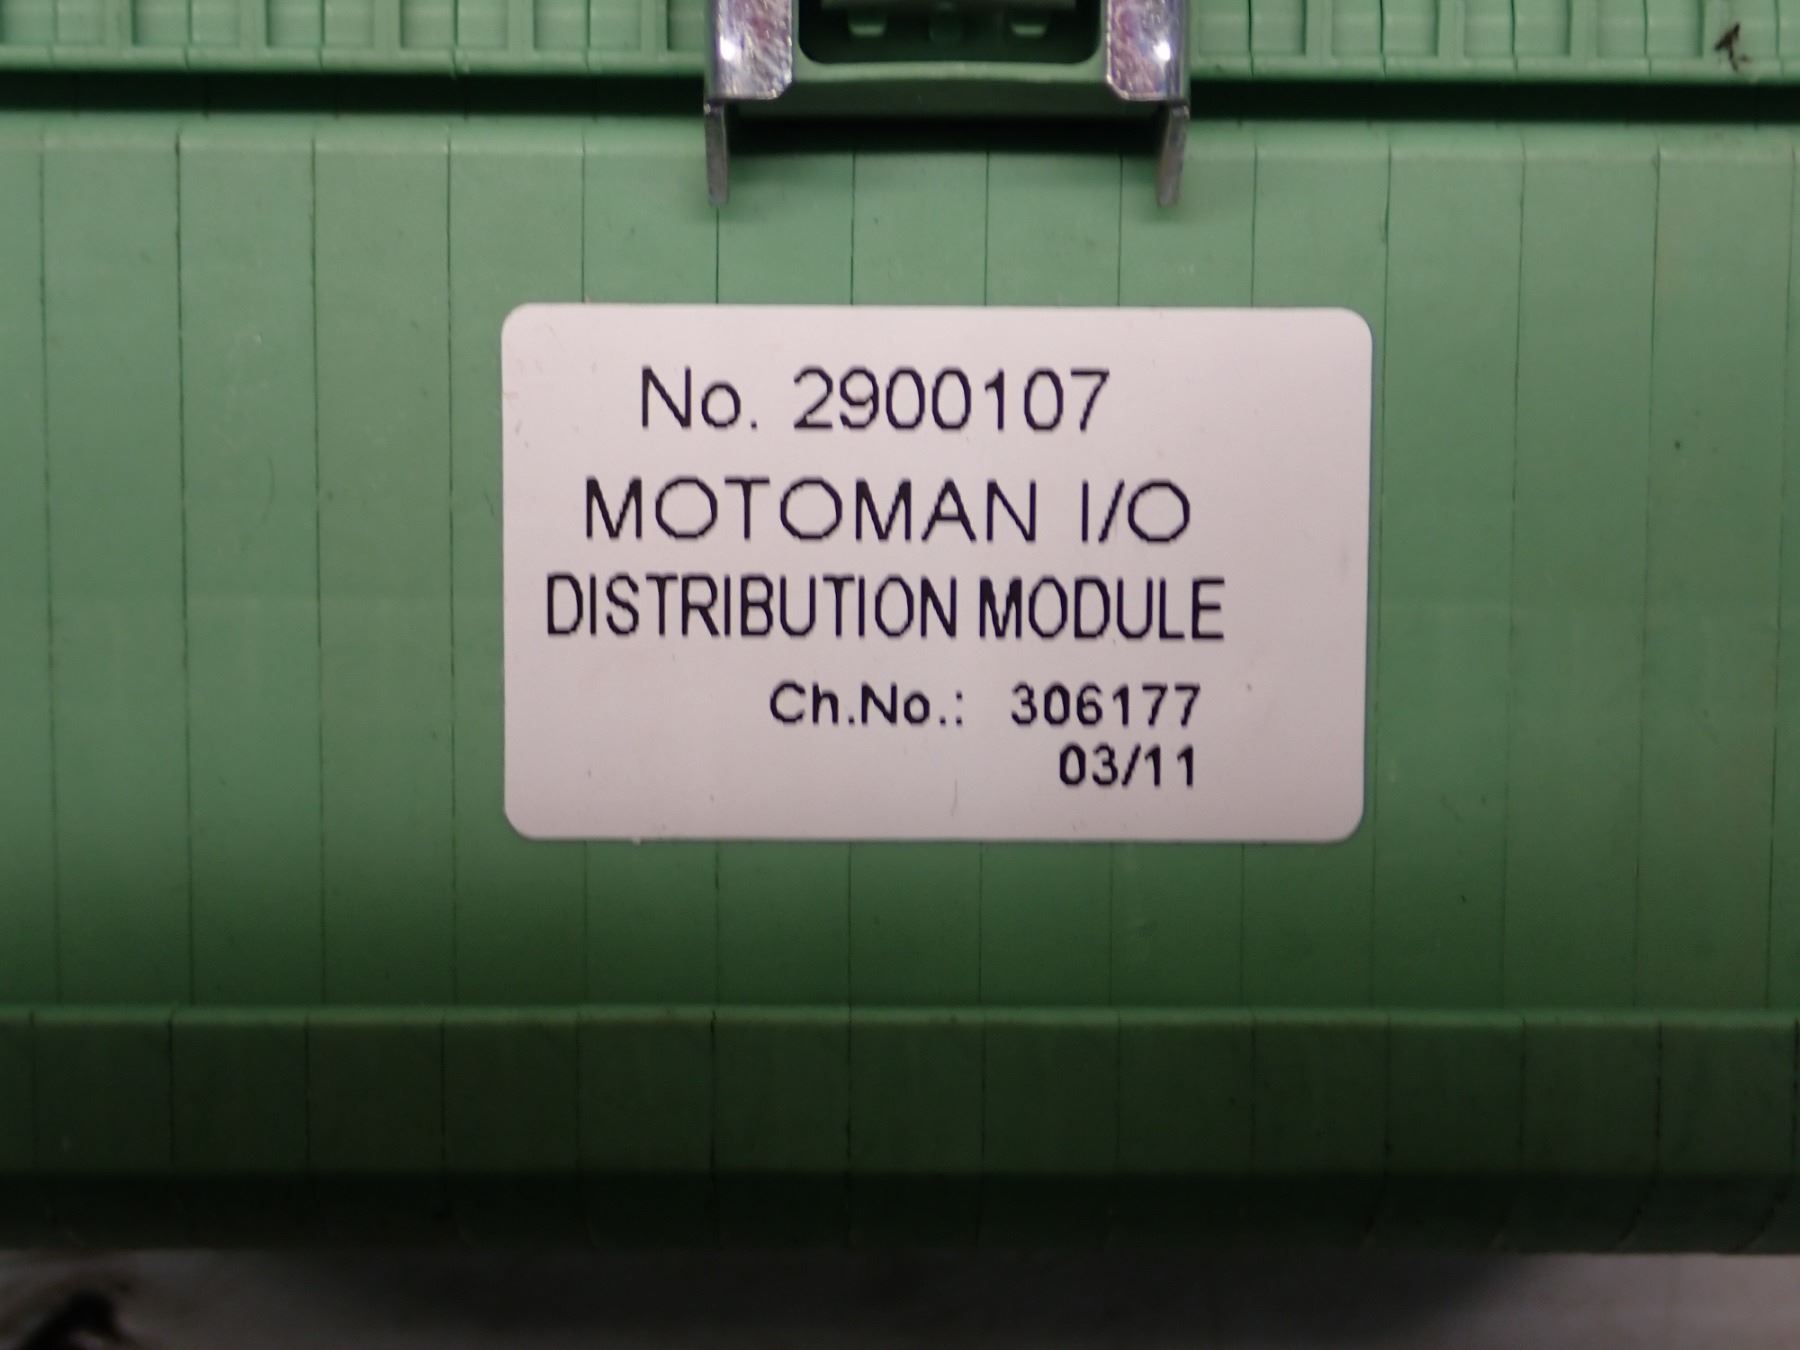 No. 2900107
MOTOMAN I/O
DISTRIBUTION MODULE
Ch.No.: 306177
03/11